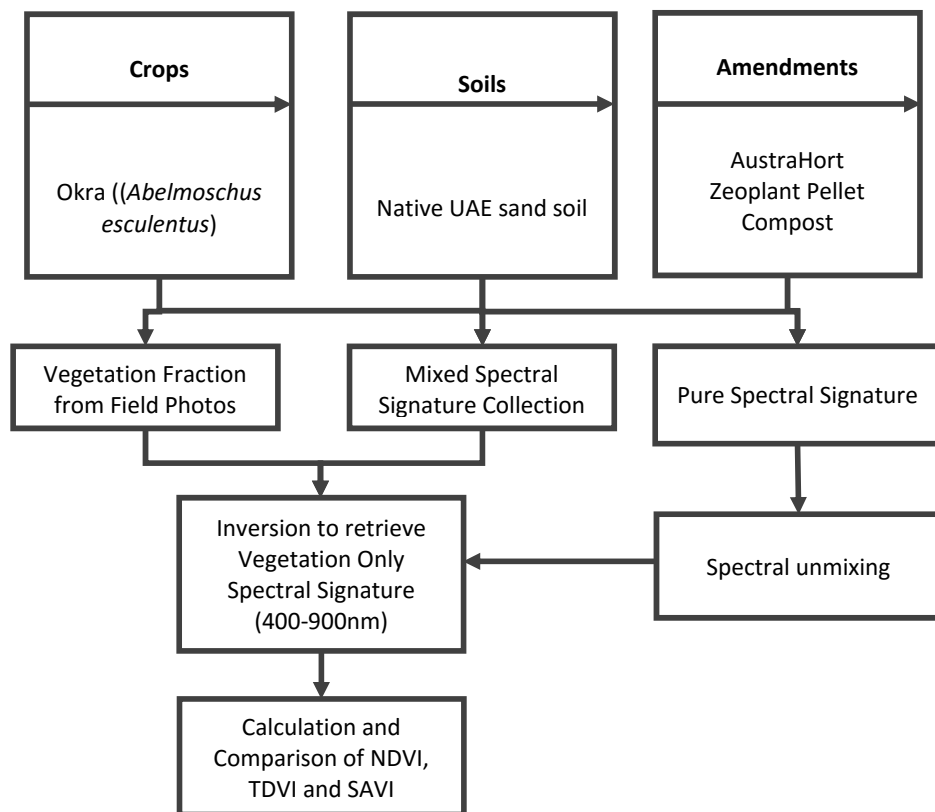 Crops
Okra ((Abelmoschus
esculentus)
Soils
Native UAE sand soil
Amendments
AustraHort
Zeoplant Pellet
Compost
Vegetation Fraction
from Field Photos
Mixed Spectral
Signature Collection
Pure Spectral Signature
Inversion to retrieve
Vegetation Only
Spectral Signature
(400-900nm)
Spectral unmixing
Calculation and
Comparison of NDVI,
TDVI and SAVI